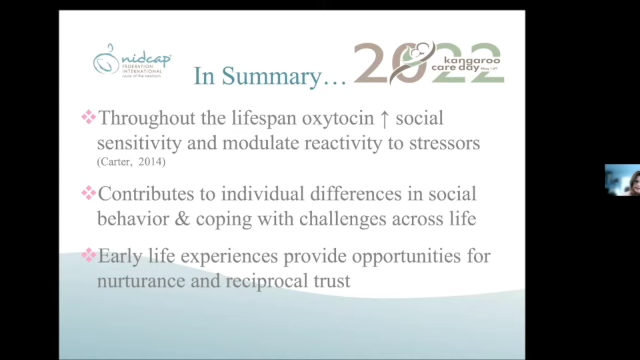 nidcap
FEDERATION
INTERNATIONAL
2022
kangaroo
care day
In Summary…
Throughout the lifespan oxytocin ↑ social
sensitivity and modulate reactivity to stressors
(Carter, 2014)
Contributes to individual differences in social
behavior & coping with challenges across life
Early life experiences provide opportunities for
nurturance and reciprocal trust